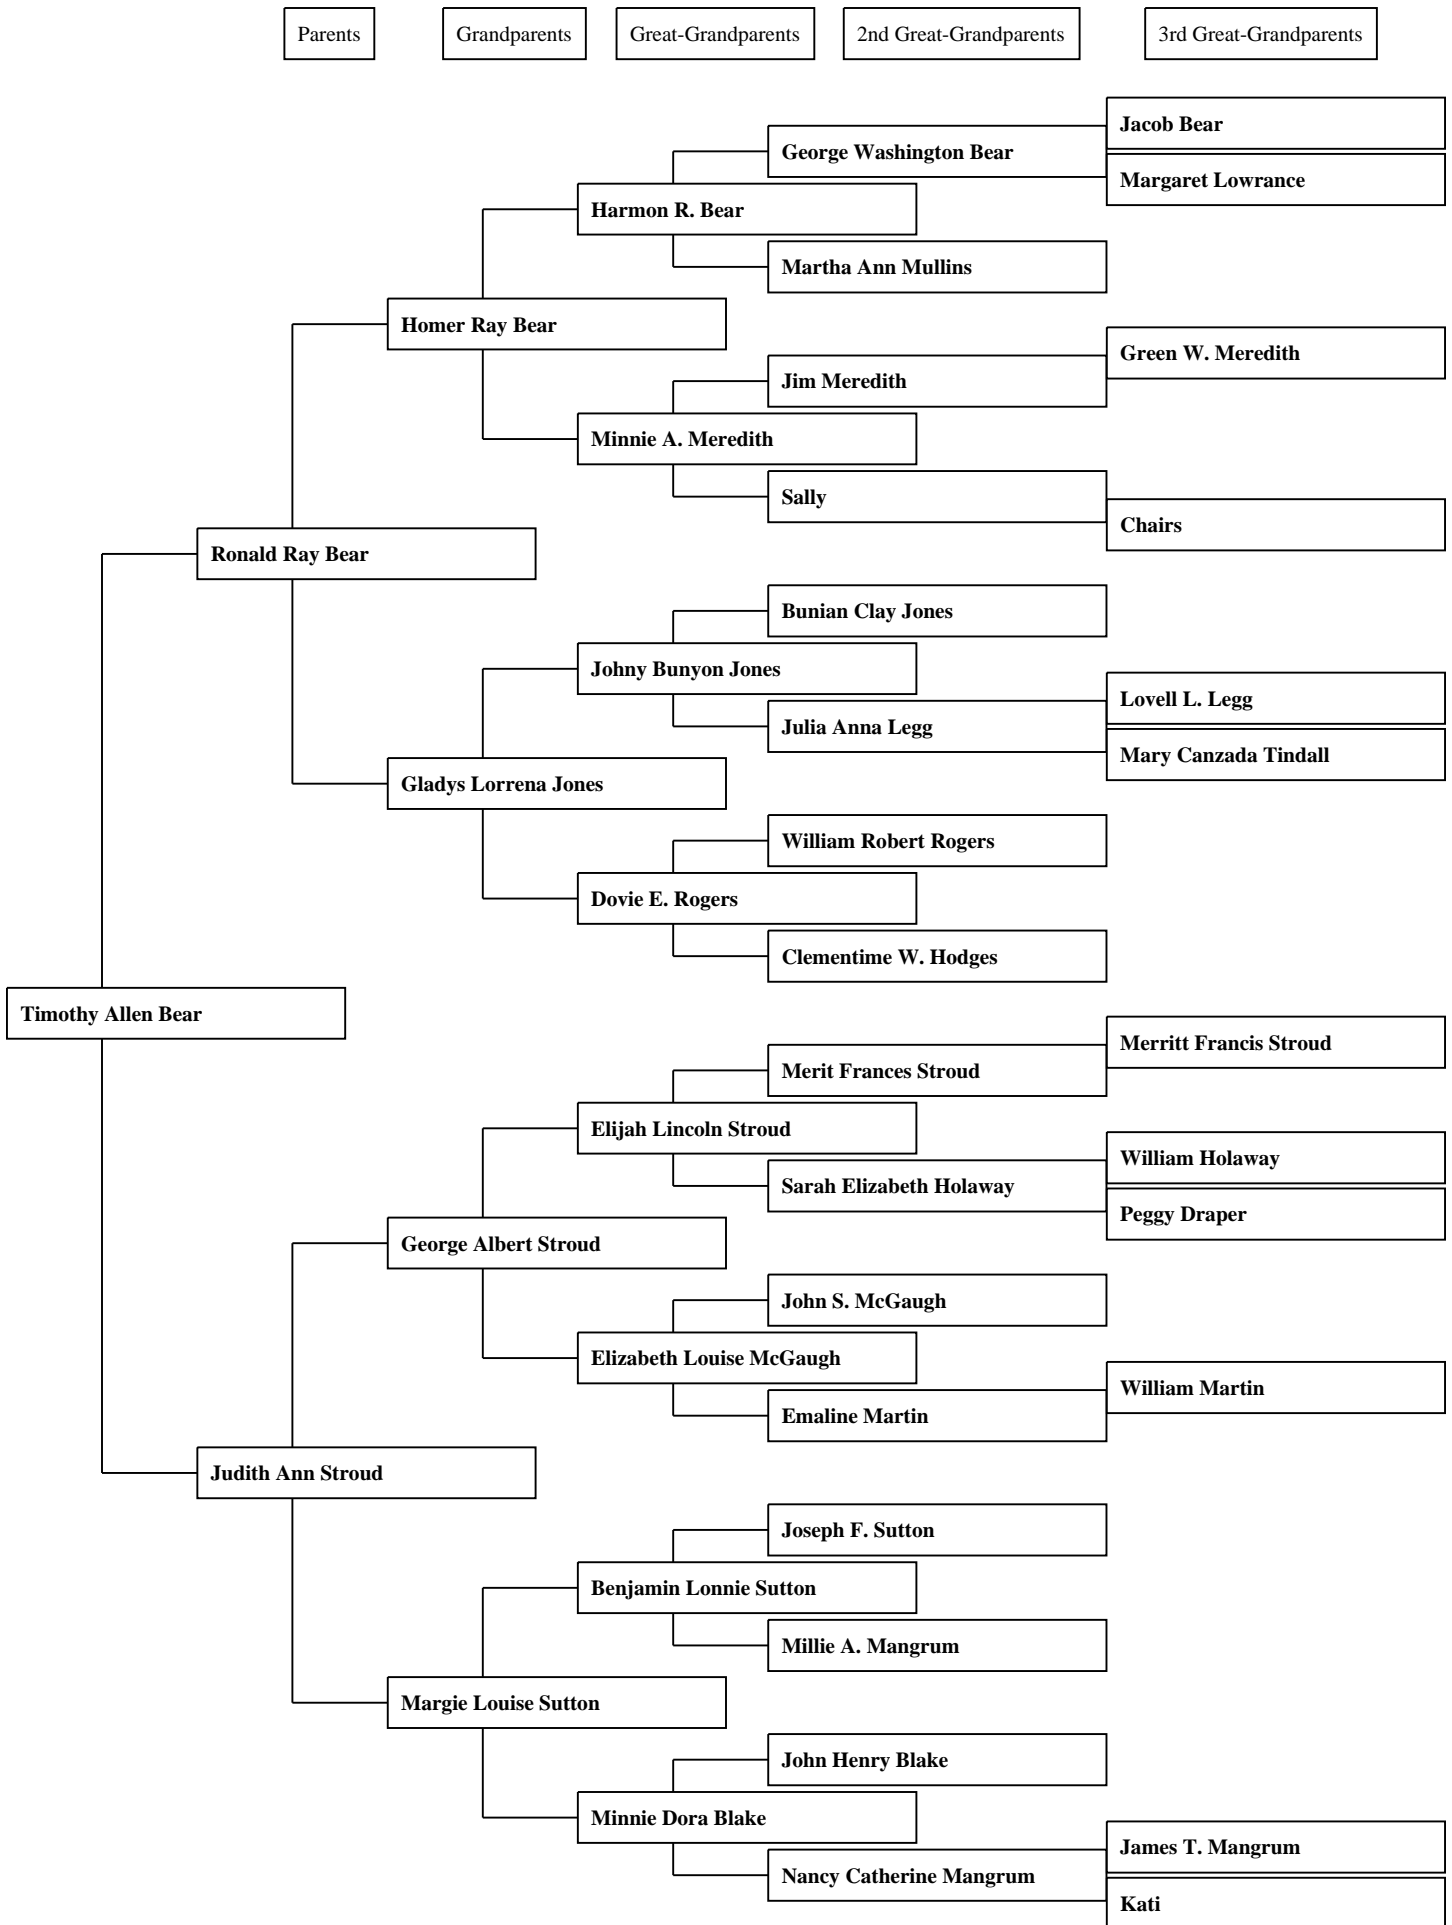 Parents
Grandparents
Great-Grandparents
2nd Great-Grandparents
3rd Great-Grandparents
Jacob Bear
George Washington Bear
Margaret Lowrance
Harmon R. Bear
Martha Ann Mullins
Homer Ray Bear
Green W. Meredith
Jim Meredith
Minnie A. Meredith
Sally
Chairs
Ronald Ray Bear
Bunian Clay Jones
Johny Bunyon Jones
Lovell L. Legg
Julia Anna Legg
Mary Canzada Tindall
Gladys Lorrena Jones
William Robert Rogers
Dovie E. Rogers
Clementime W. Hodges
Timothy Allen Bear
Merritt Francis Stroud
Merit Frances Stroud
Elijah Lincoln Stroud
William Holaway
Sarah Elizabeth Holaway
Peggy Draper
George Albert Stroud
John S. McGaugh
Elizabeth Louise McGaugh
William Martin
Emaline Martin
Judith Ann Stroud
Joseph F. Sutton
Benjamin Lonnie Sutton
Millie A. Mangrum
Margie Louise Sutton
John Henry Blake
Minnie Dora Blake
James T. Mangrum
Nancy Catherine Mangrum
Kati